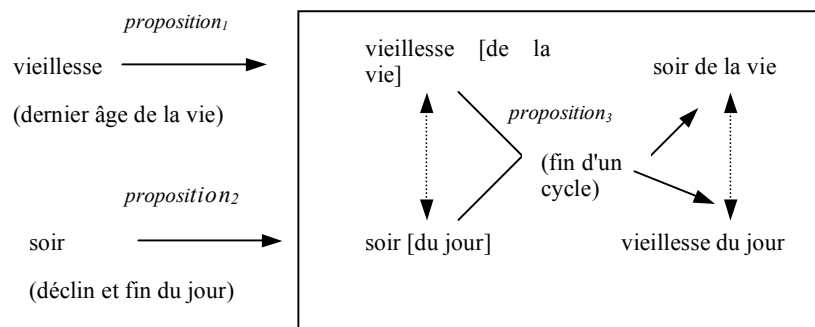 proposition₁
vieillesse
(dernier âge de la vie)
proposition₂
soir
(déclin et fin du jour)
vieillesse [de la
vie]
soir de la vie
proposition₃
(fin d'un
cycle)
soir [du jour]
vieillesse du jour